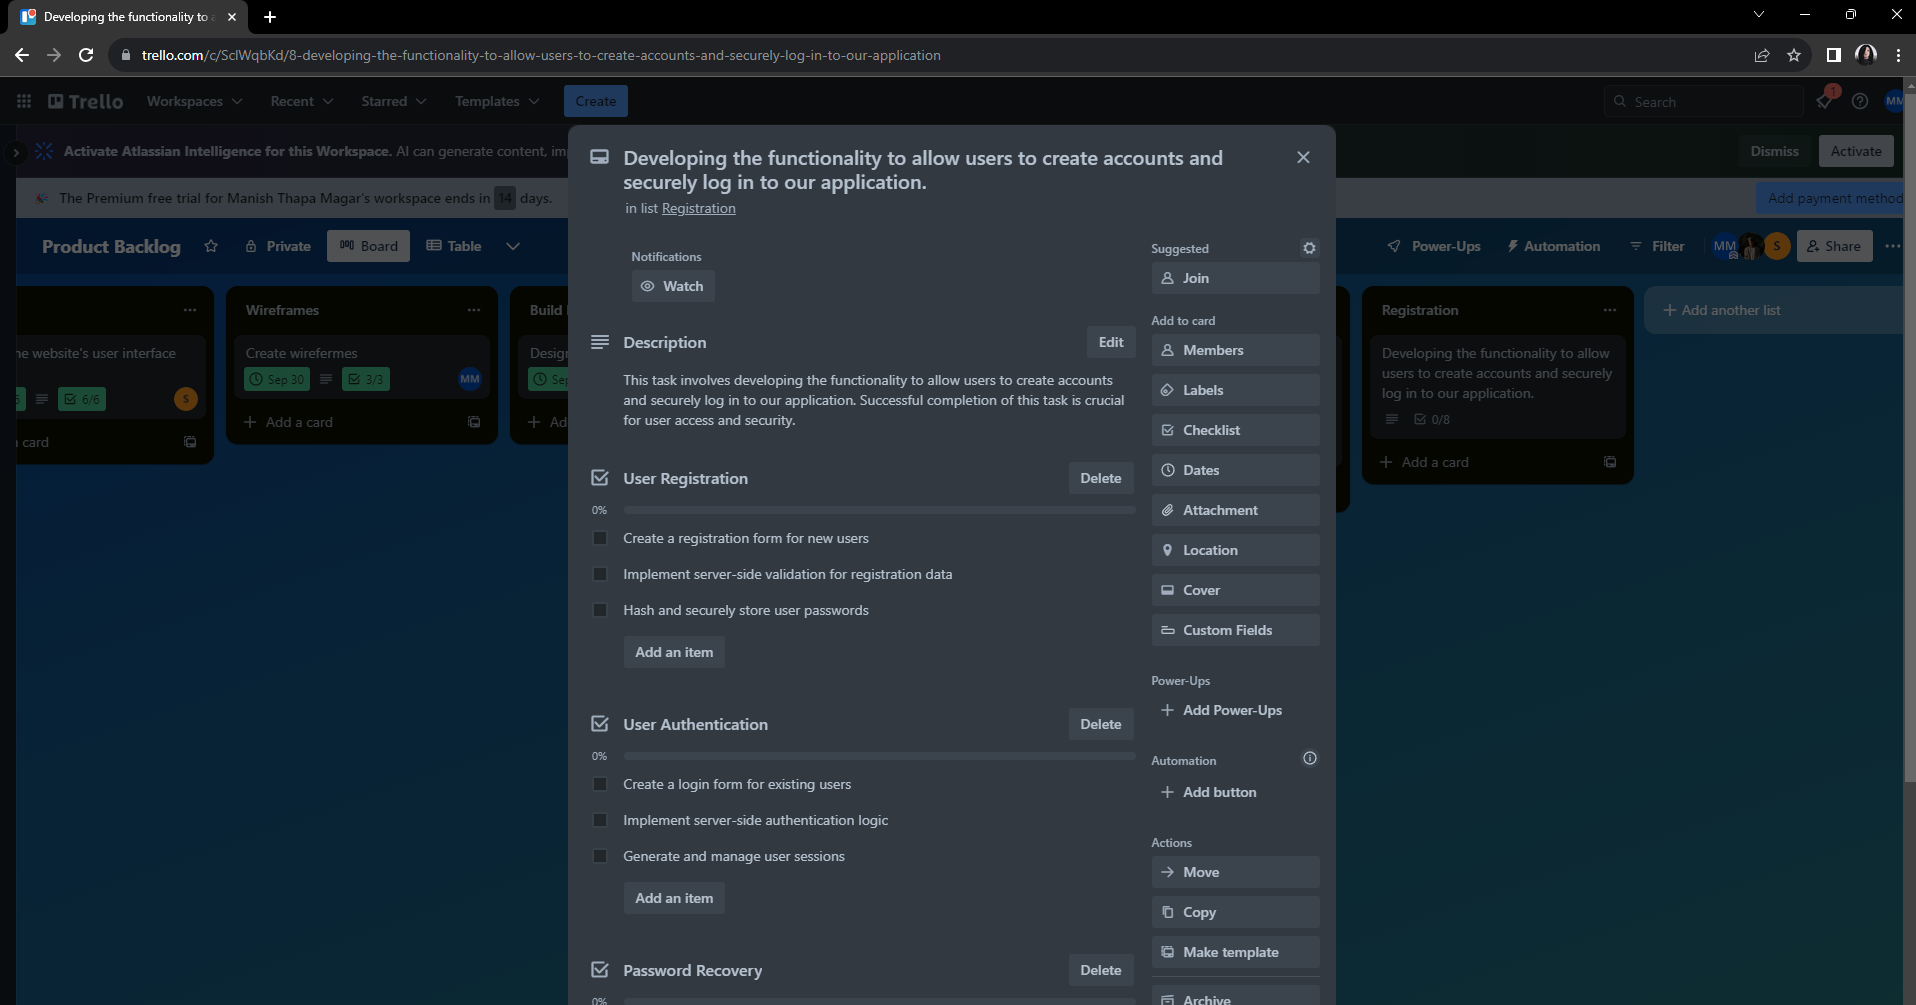 Developing the functionality to a
trello.com/c/SclWqbKd/8-developing-the-functionality-to-allow-users-to-create-accounts-and-securely-log-in-to-our-application
Trello
Workspaces
Recent
Starred
Templates
Create
Search
1
MM
Activate Atlassian Intelligence for this Workspace. AI can generate content, im
Dismiss
Activate
The Premium free trial for Manish Thapa Magar's workspace ends in 14 days.
Add payment method
Product Backlog
Private
Board
Table
Power-Ups
Automation
Filter
MM
S
Share
he website's user interface
6/6
S
a card
Wireframes
Create wirefermes
Sep 30
3/3
MM
Add a card
Build
Desig
Sep
Ad
Developing the functionality to allow users to create accounts and
securely log in to our application.
in list Registration
Notifications
Watch
Description
Edit
This task involves developing the functionality to allow users to create accounts
and securely log in to our application. Successful completion of this task is crucial
for user access and security.
User Registration
Delete
0%
Create a registration form for new users
Implement server-side validation for registration data
Hash and securely store user passwords
Add an item
User Authentication
Delete
0%
Create a login form for existing users
Implement server-side authentication logic
Generate and manage user sessions
Add an item
Password Recovery
Delete
0%
Suggested
Join
Add to card
Members
Labels
Checklist
Dates
Attachment
Location
Cover
Custom Fields
Power-Ups
Add Power-Ups
Automation
Add button
Actions
Move
Copy
Make template
Archive
Registration
Developing the functionality to allow
users to create accounts and securely
log in to our application.
0/8
Add a card
Add another list